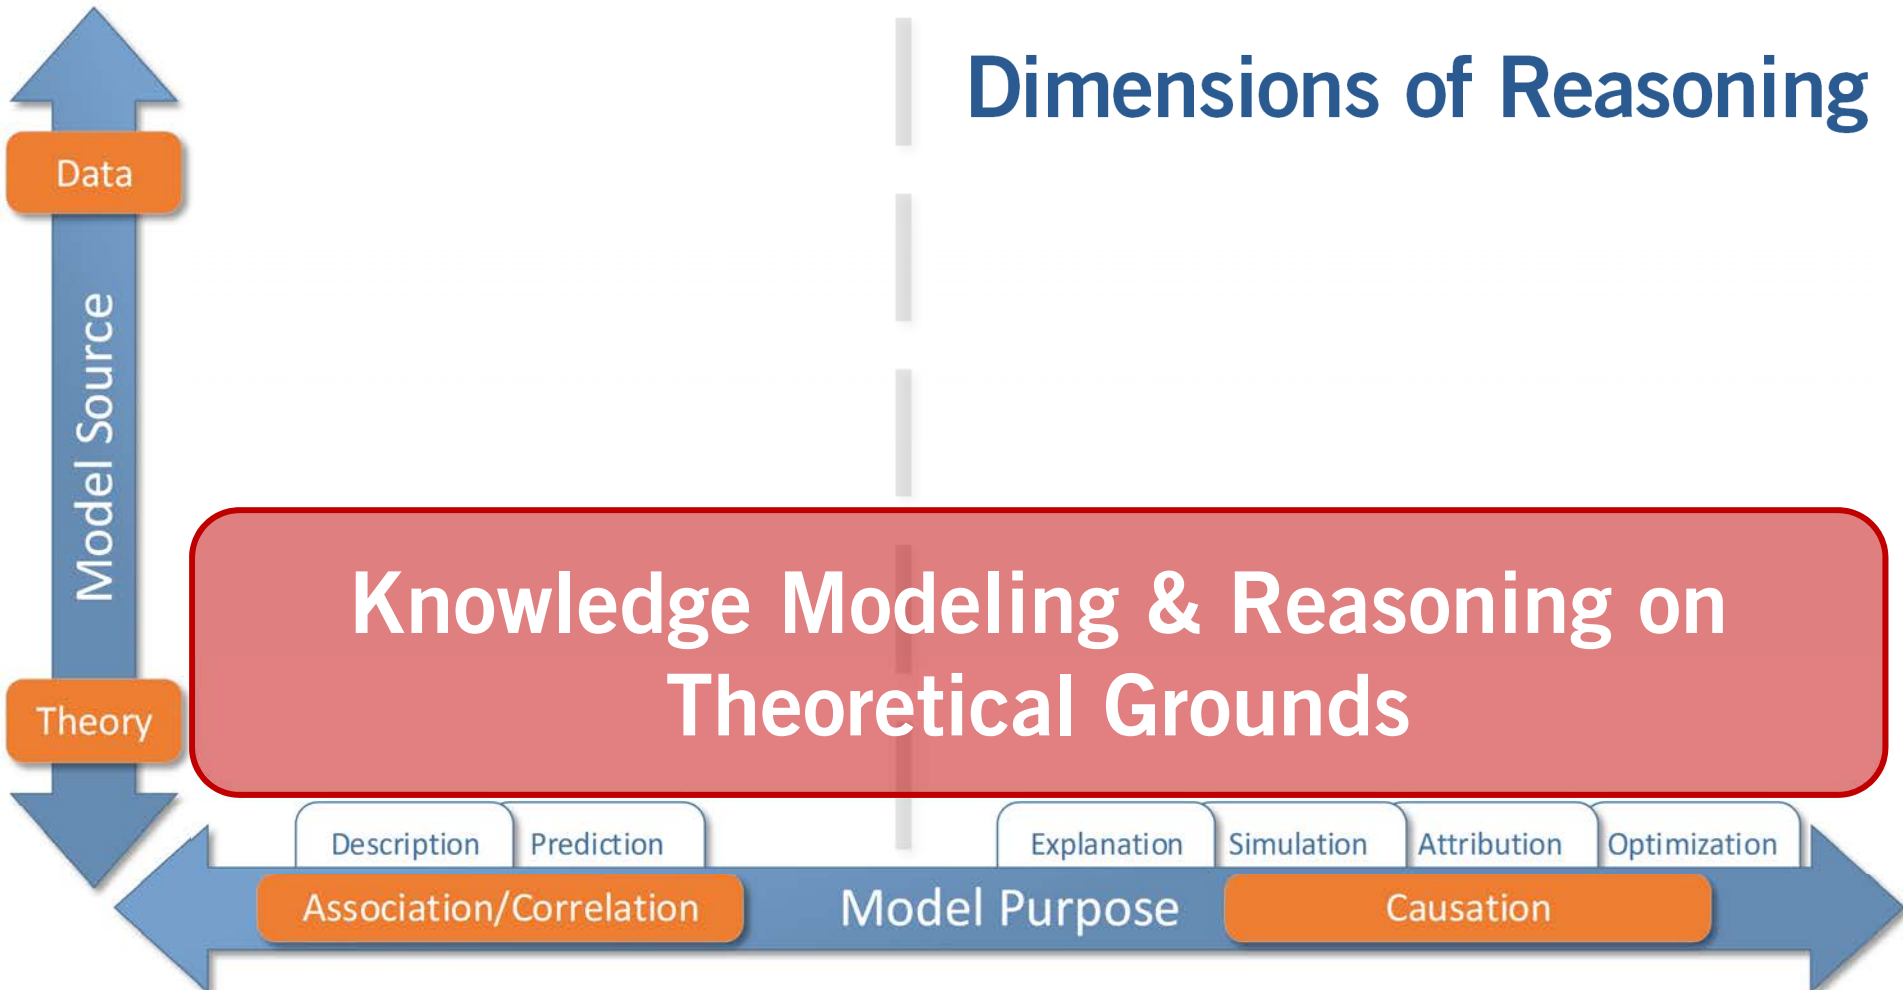 Dimensions of Reasoning
Data
Model Source
Knowledge Modeling & Reasoning on
Theoretical Grounds
Theory
Description Prediction Explanation Simulation Attribution Optimization
Association/Correlation Model Purpose Causation